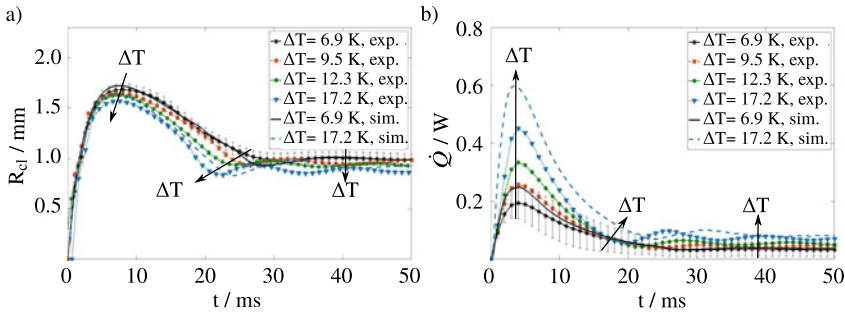 a)
2.0
1.5
1.0
0.5
0
10
20
30
40
50
R_cl / mm
t / ms
ΔT
ΔT
ΔT
ΔT= 6.9 K, exp. .
ΔT= 9.5 K, exp.
ΔT= 12.3 K, exp.
ΔT= 17.2 K, exp.
ΔT= 6.9 K, sim.
ΔT= 17.2 K, sim.
b)
0.8
0.6
0.4
0.2
0
10
20
30
40
50
Q̇ / W
t / ms
ΔT
ΔT
ΔT
ΔT= 6.9 K, exp. .
ΔT= 9.5 K, exp.
ΔT= 12.3 K, exp.
ΔT= 17.2 K, exp.
ΔT= 6.9 K, sim.
ΔT= 17.2 K, sim.